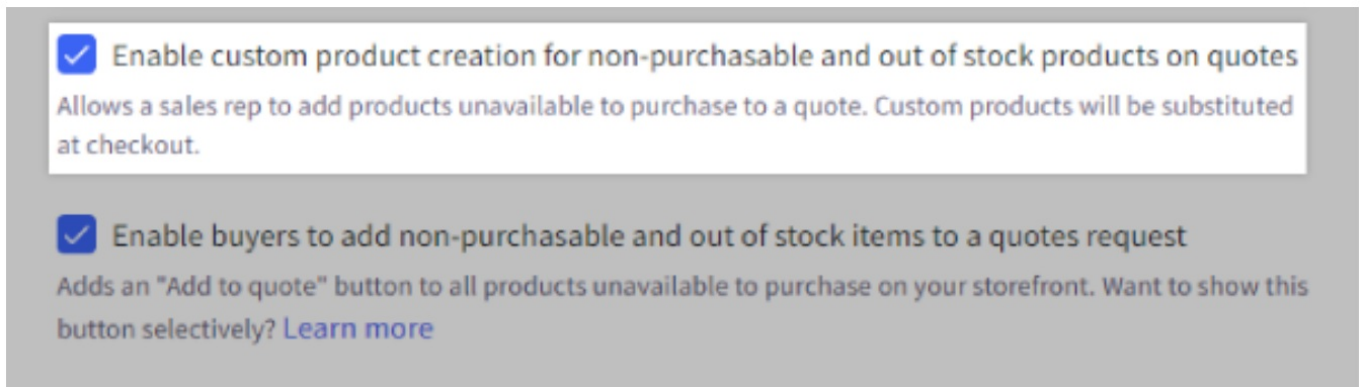 Enable custom product creation for non-purchasable and out of stock products on quotes
Allows a sales rep to add products unavailable to purchase to a quote. Custom products will be substituted
at checkout.
Enable buyers to add non-purchasable and out of stock items to a quotes request
Adds an "Add to quote" button to all products unavailable to purchase on your storefront. Want to show this
button selectively? Learn more